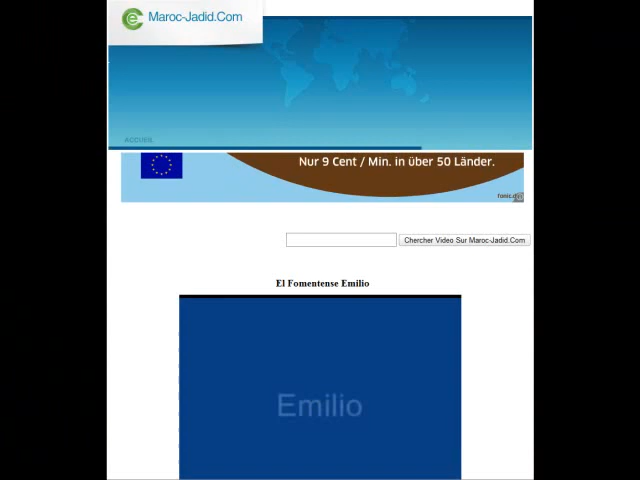 Maroc-Jadid.Com
ACCUEIL
Nur 9 Cent / Min. in über 50 Länder.
Chercher Video Sur Maroc-Jadid.Com
El Fomentense Emilio
Emilio